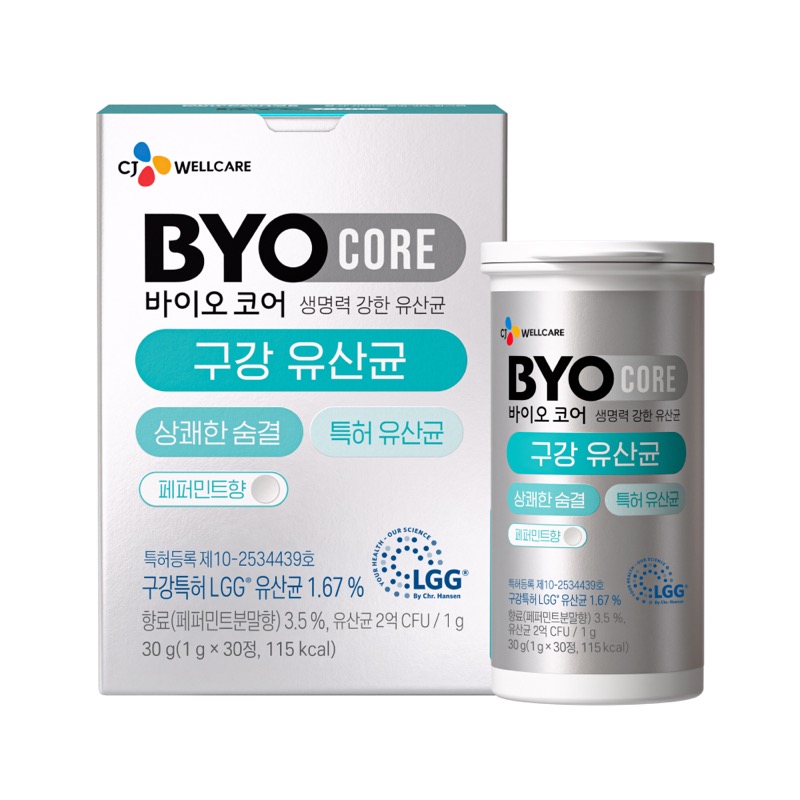 CJ WELLCARE
BYO CORE
바이오 코어 생명력 강한 유산균
구강 유산균
상쾌한 숨결 특허 유산균
페퍼민트향
특허등록 제10-2534439호
구강특허 LGG® 유산균 1.67 %
향료(페퍼민트분말향) 3.5 %, 유산균 2억 CFU / 1 g
30 g(1 g × 30정, 115 kcal)
YOUR HEALTH • OUR SCIENCE
LGG®
By Chr. Hansen
CJ WELLCARE
BYO CORE
바이오 코어 생명력 강한 유산균
구강 유산균
상쾌한 숨결 특허 유산균
페퍼민트향
특허등록 제10-2534439호
구강특허 LGG® 유산균 1.67 %
향료(페퍼민트분말향) 3.5 %,
유산균 2억 CFU / 1 g
30 g(1 g × 30정, 115 kcal)
LGG®
By Chr. Hansen